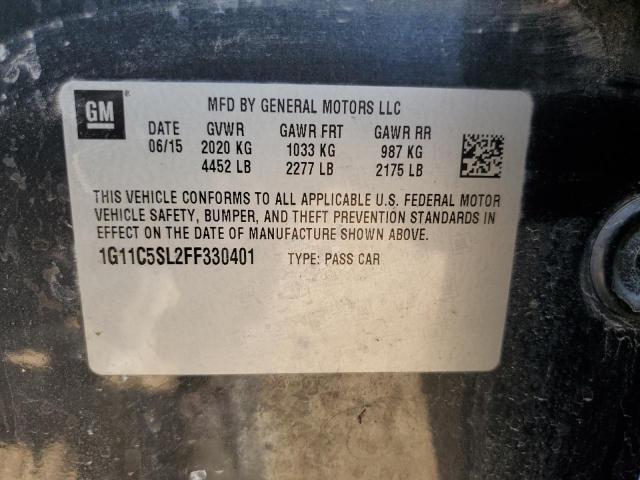 GM® MFD BY GENERAL MOTORS LLC
DATE GVWR GAWR FRT GAWR RR
06/15 2020 KG 1033 KG 987 KG
4452 LB 2277 LB 2175 LB
THIS VEHICLE CONFORMS TO ALL APPLICABLE U.S. FEDERAL MOTOR
VEHICLE SAFETY, BUMPER, AND THEFT PREVENTION STANDARDS IN
EFFECT ON THE DATE OF MANUFACTURE SHOWN ABOVE.
1G11C5SL2FF330401 TYPE: PASS CAR